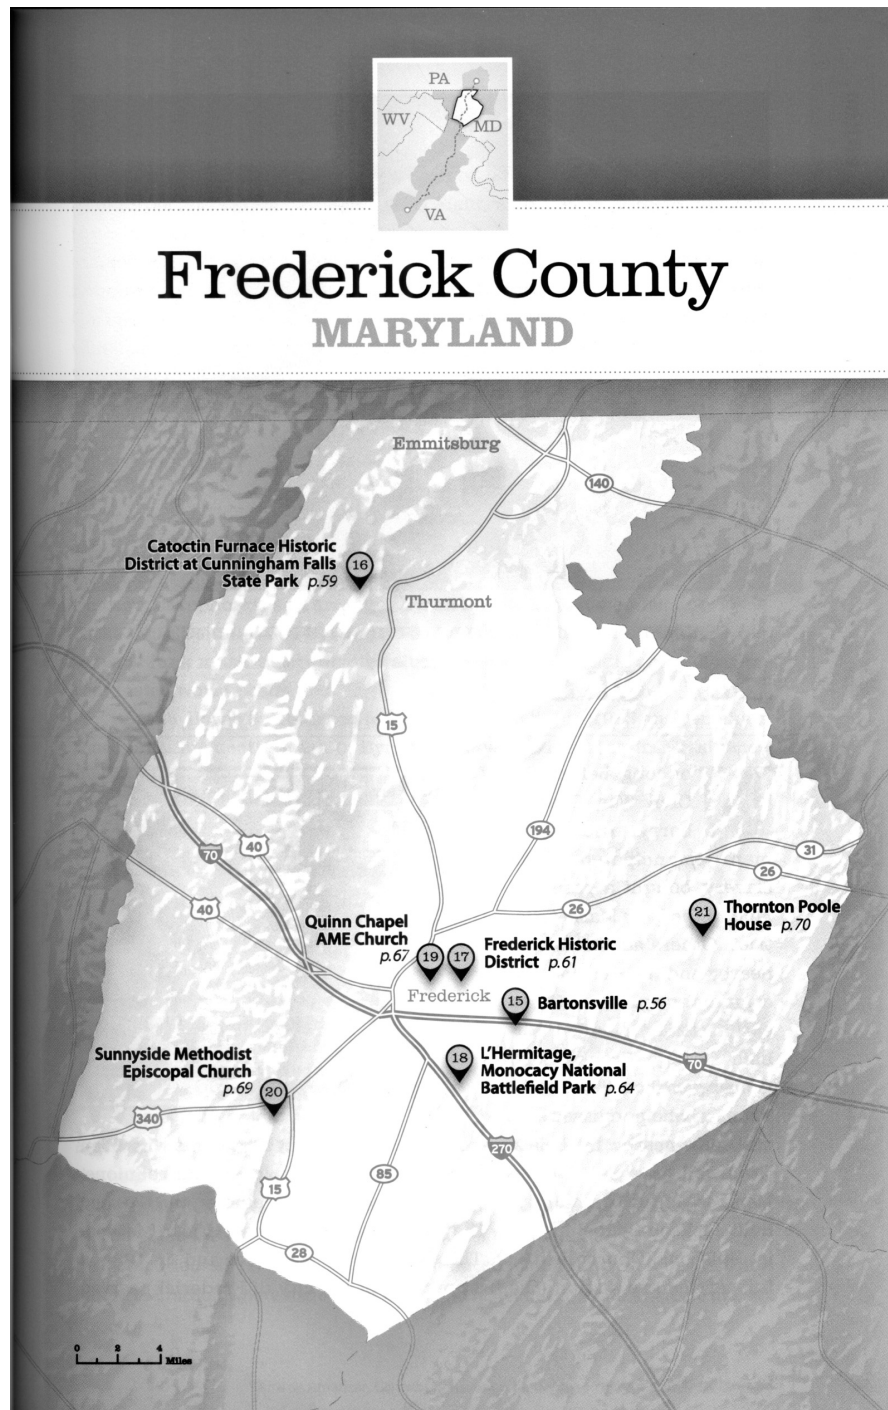 PA
WV
MD
VA
Frederick County
MARYLAND
Emmitsburg
140
Catoctin Furnace Historic
District at Cunningham Falls
State Park p.59
16
Thurmont
15
194
40
70
31
26
40
26
Quinn Chapel
AME Church
p.67
19
17
Frederick Historic
District p.61
21
Thornton Poole
House p.70
Frederick
15
Bartonsville p.56
Sunnyside Methodist
Episcopal Church
p.69
20
18
L'Hermitage,
Monocacy National
Battlefield Park p.64
70
340
270
15
85
28
0 2 4
Miles